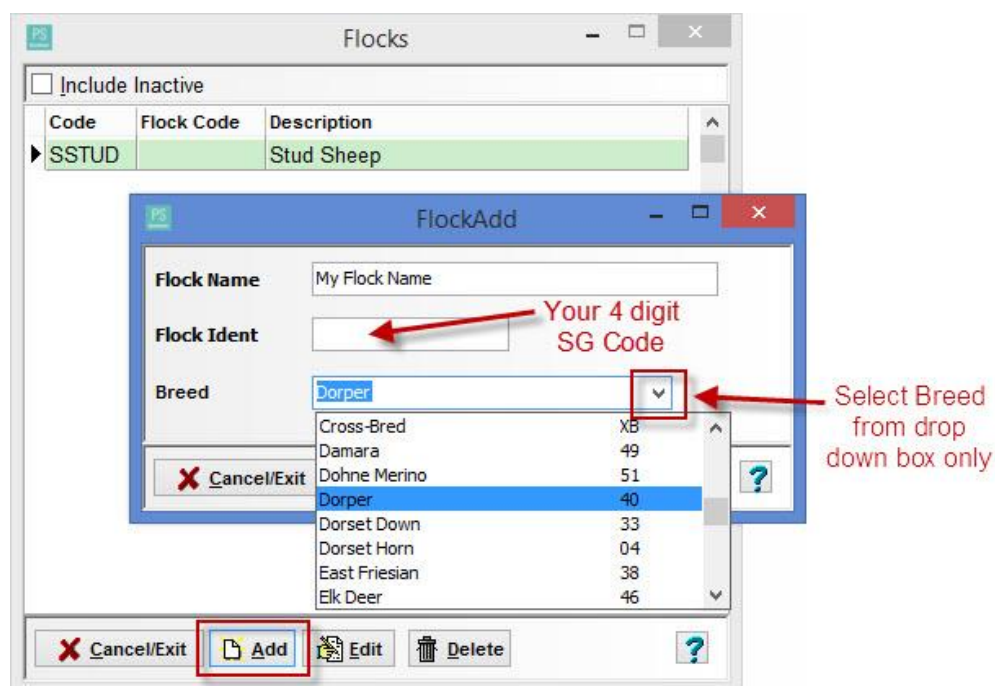 PS
Flocks
Include Inactive
Code Flock Code Description
SSTUD Stud Sheep
PS
FlockAdd
Flock Name My Flock Name
Your 4 digit
SG Code
Flock Ident
Breed Dorper
Select Breed
from drop
down box only
Cross-Bred XB
Damara 49
Dohne Merino 51
Dorper 40
Dorset Down 33
Dorset Horn 04
East Friesian 38
Elk Deer 46
Cancel/Exit ?
Cancel/Exit Add Edit Delete ?